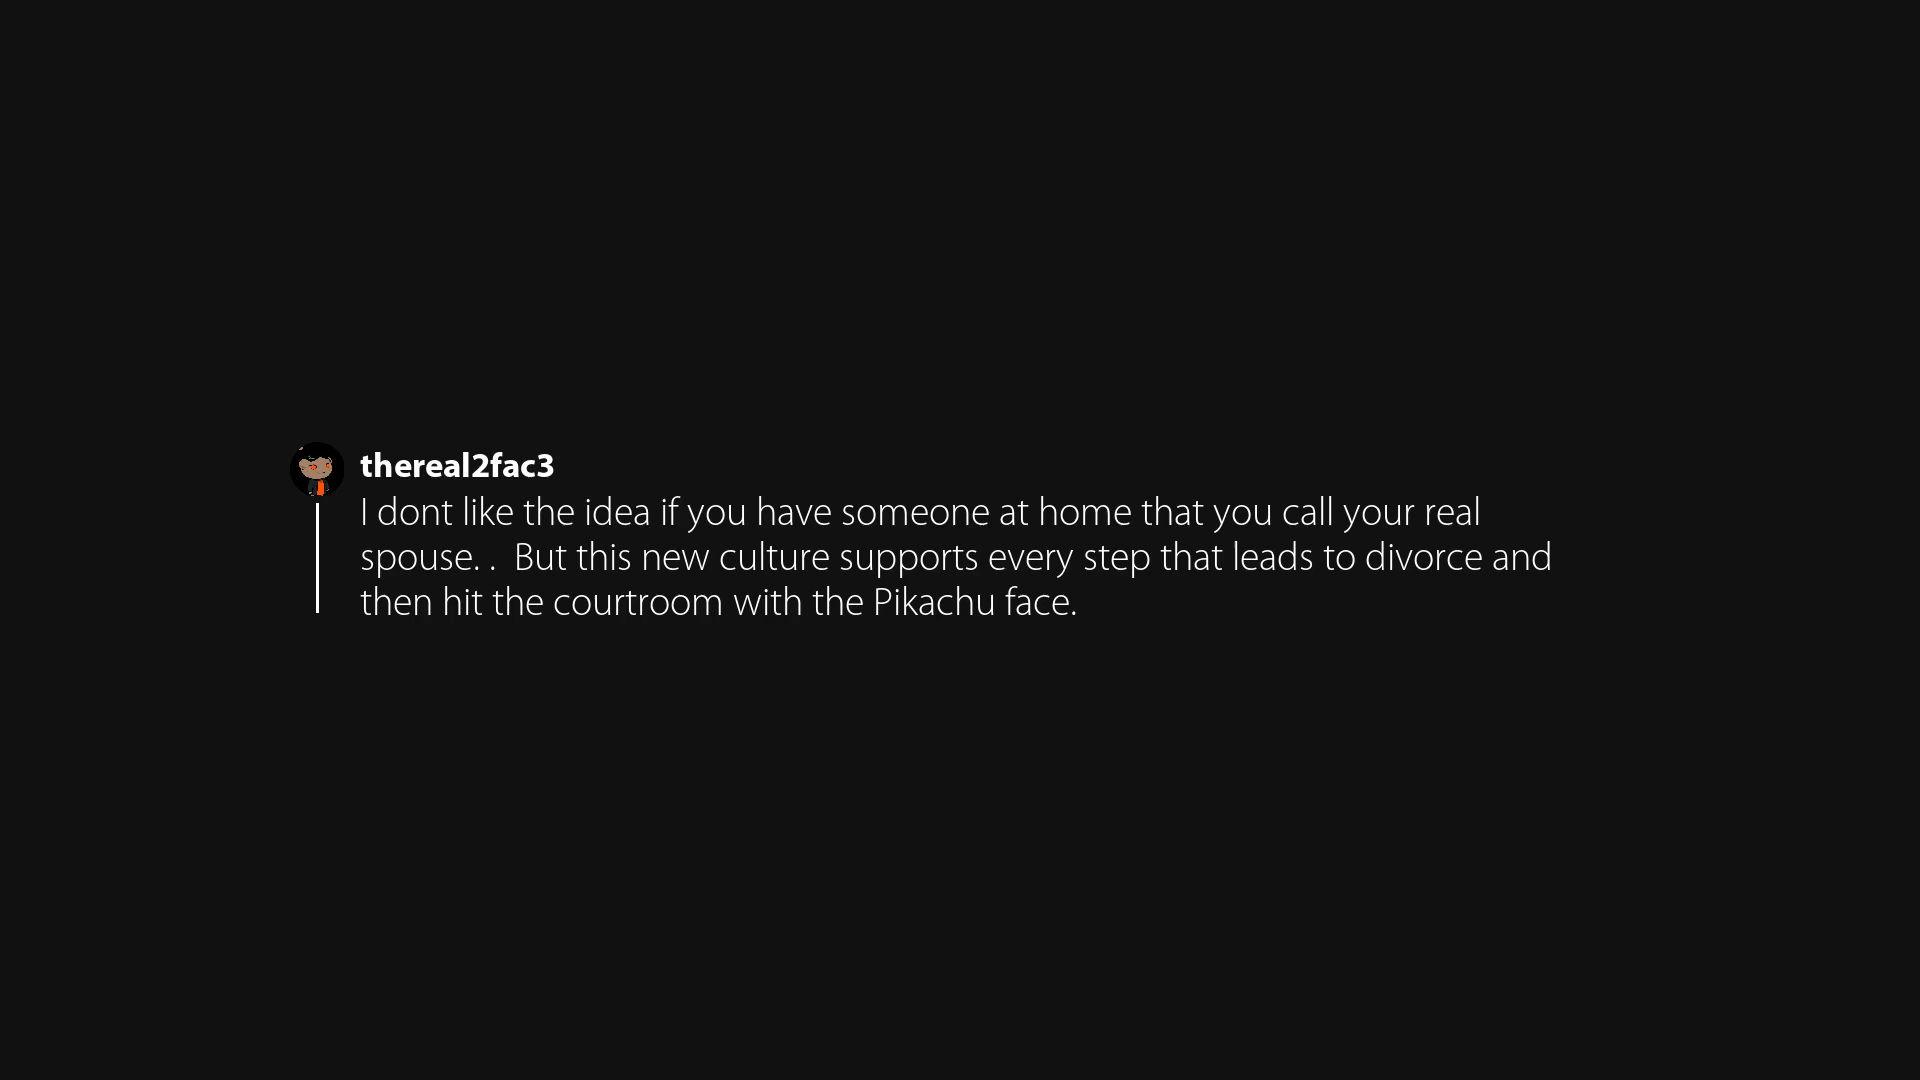 thereal2fac3
I dont like the idea if you have someone at home that you call your real
spouse. .  But this new culture supports every step that leads to divorce and
then hit the courtroom with the Pikachu face.